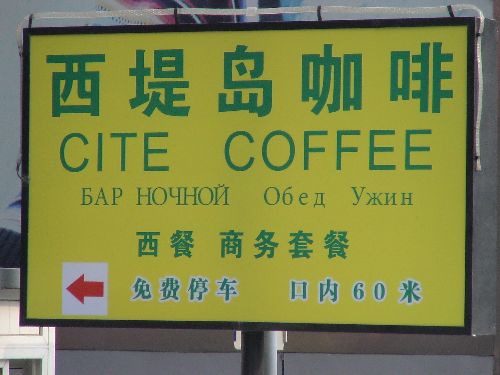 西堤岛咖啡
CITE COFFEE
БАР НОЧНОЙ Обед Ужин
西餐 商务套餐
免费停车 口内60米